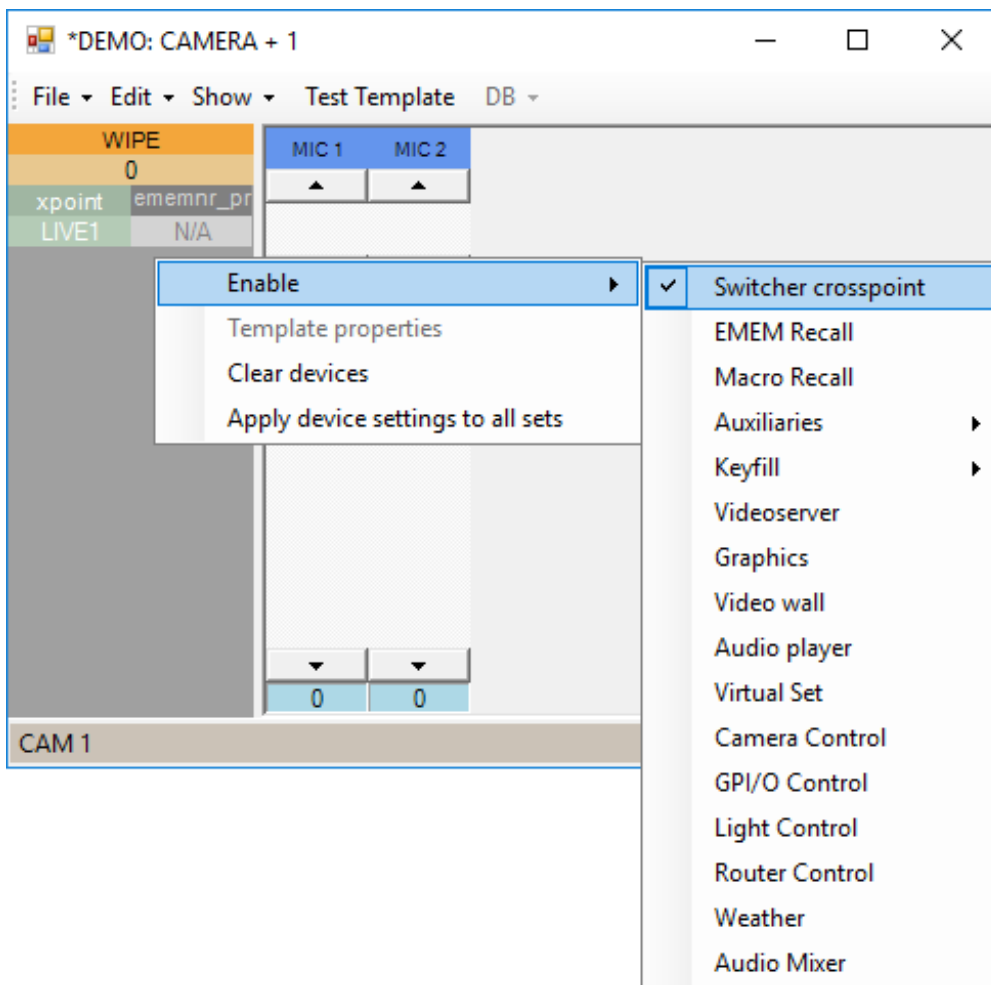 *DEMO: CAMERA + 1
File Edit Show Test Template DB
WIPE
0
xpoint ememnr_pr
LIVE1 N/A
MIC 1 MIC 2
Enable
Template properties
Clear devices
Apply device settings to all sets
Switcher crosspoint
EMEM Recall
Macro Recall
Auxiliaries
Keyfill
Videoserver
Graphics
Video wall
Audio player
Virtual Set
Camera Control
GPI/O Control
Light Control
Router Control
Weather
Audio Mixer
0 0
CAM 1